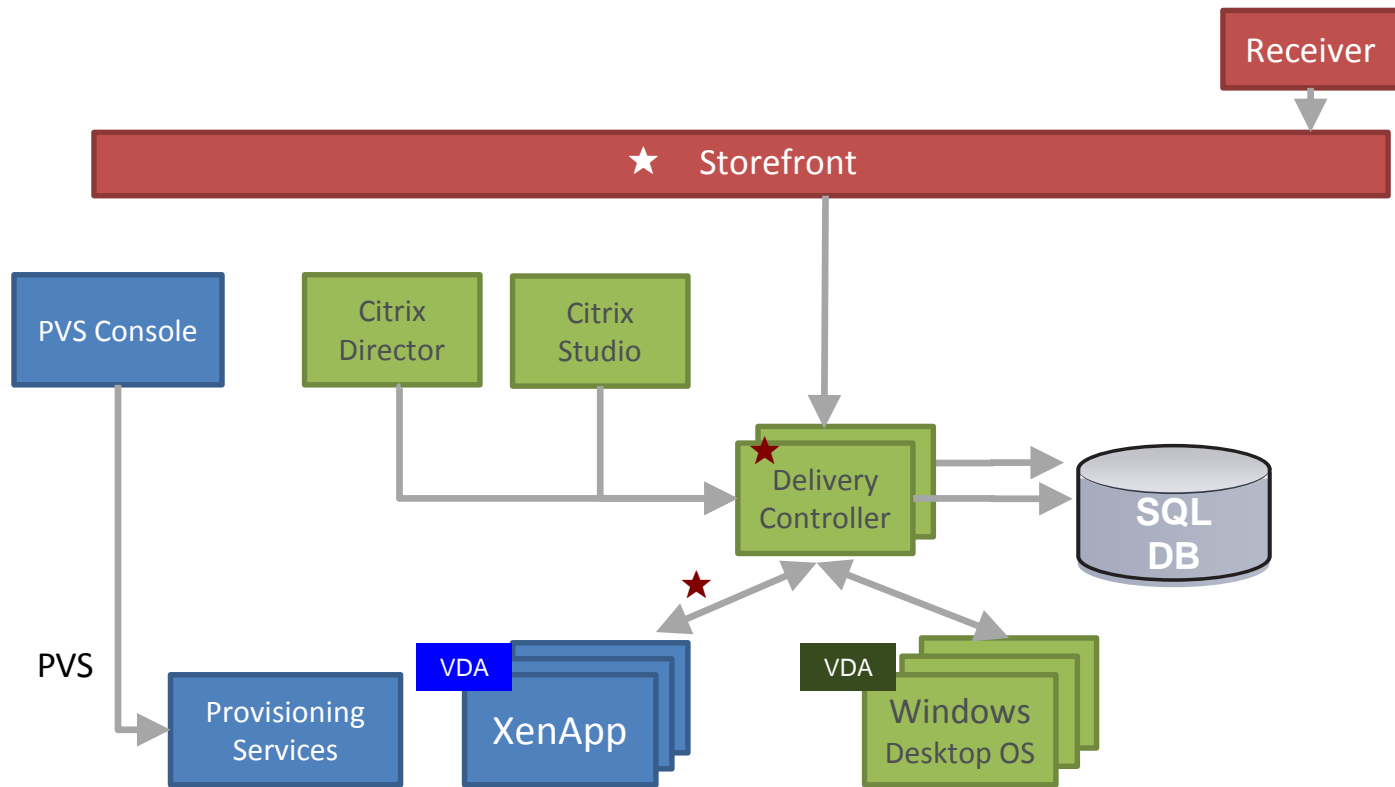 Receiver
Storefront
PVS Console
Citrix
Director
Citrix
Studio
Delivery
Controller
SQL
DB
PVS
VDA
VDA
Provisioning
Services
XenApp
Windows
Desktop OS